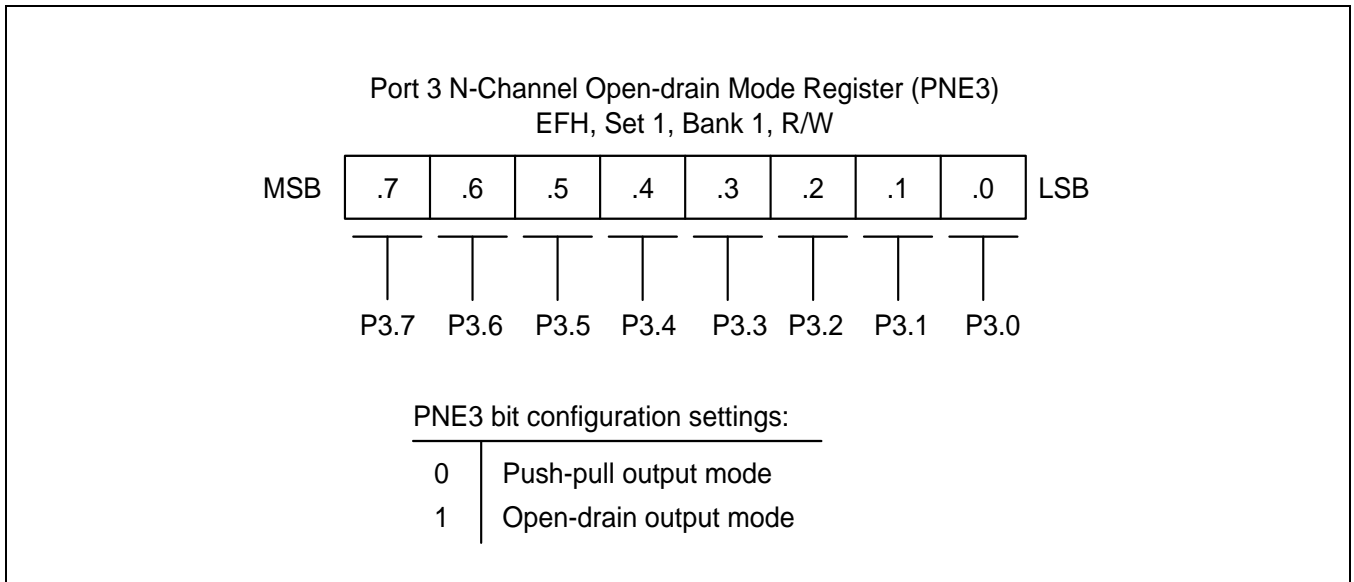 Port 3 N-Channel Open-drain Mode Register (PNE3)
EFH, Set 1, Bank 1, R/W
MSB .7 .6 .5 .4 .3 .2 .1 .0 LSB
P3.7 P3.6 P3.5 P3.4 P3.3 P3.2 P3.1 P3.0
PNE3 bit configuration settings:
0 Push-pull output mode
1 Open-drain output mode